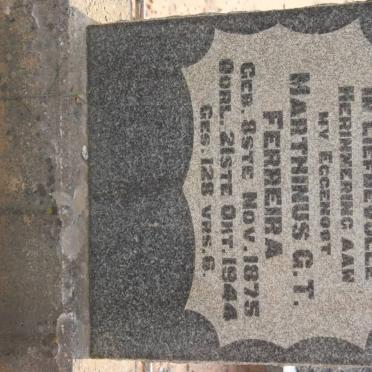 IN LIEFDEVOLLE
HERINNERING AAN
MY EGGENOOT
MARTHINUS G.T.
FERREIRA
GEB. 8STE NOV. 1875
OORL. 21STE OKT. 1944
GES. 128 VRS. 6.